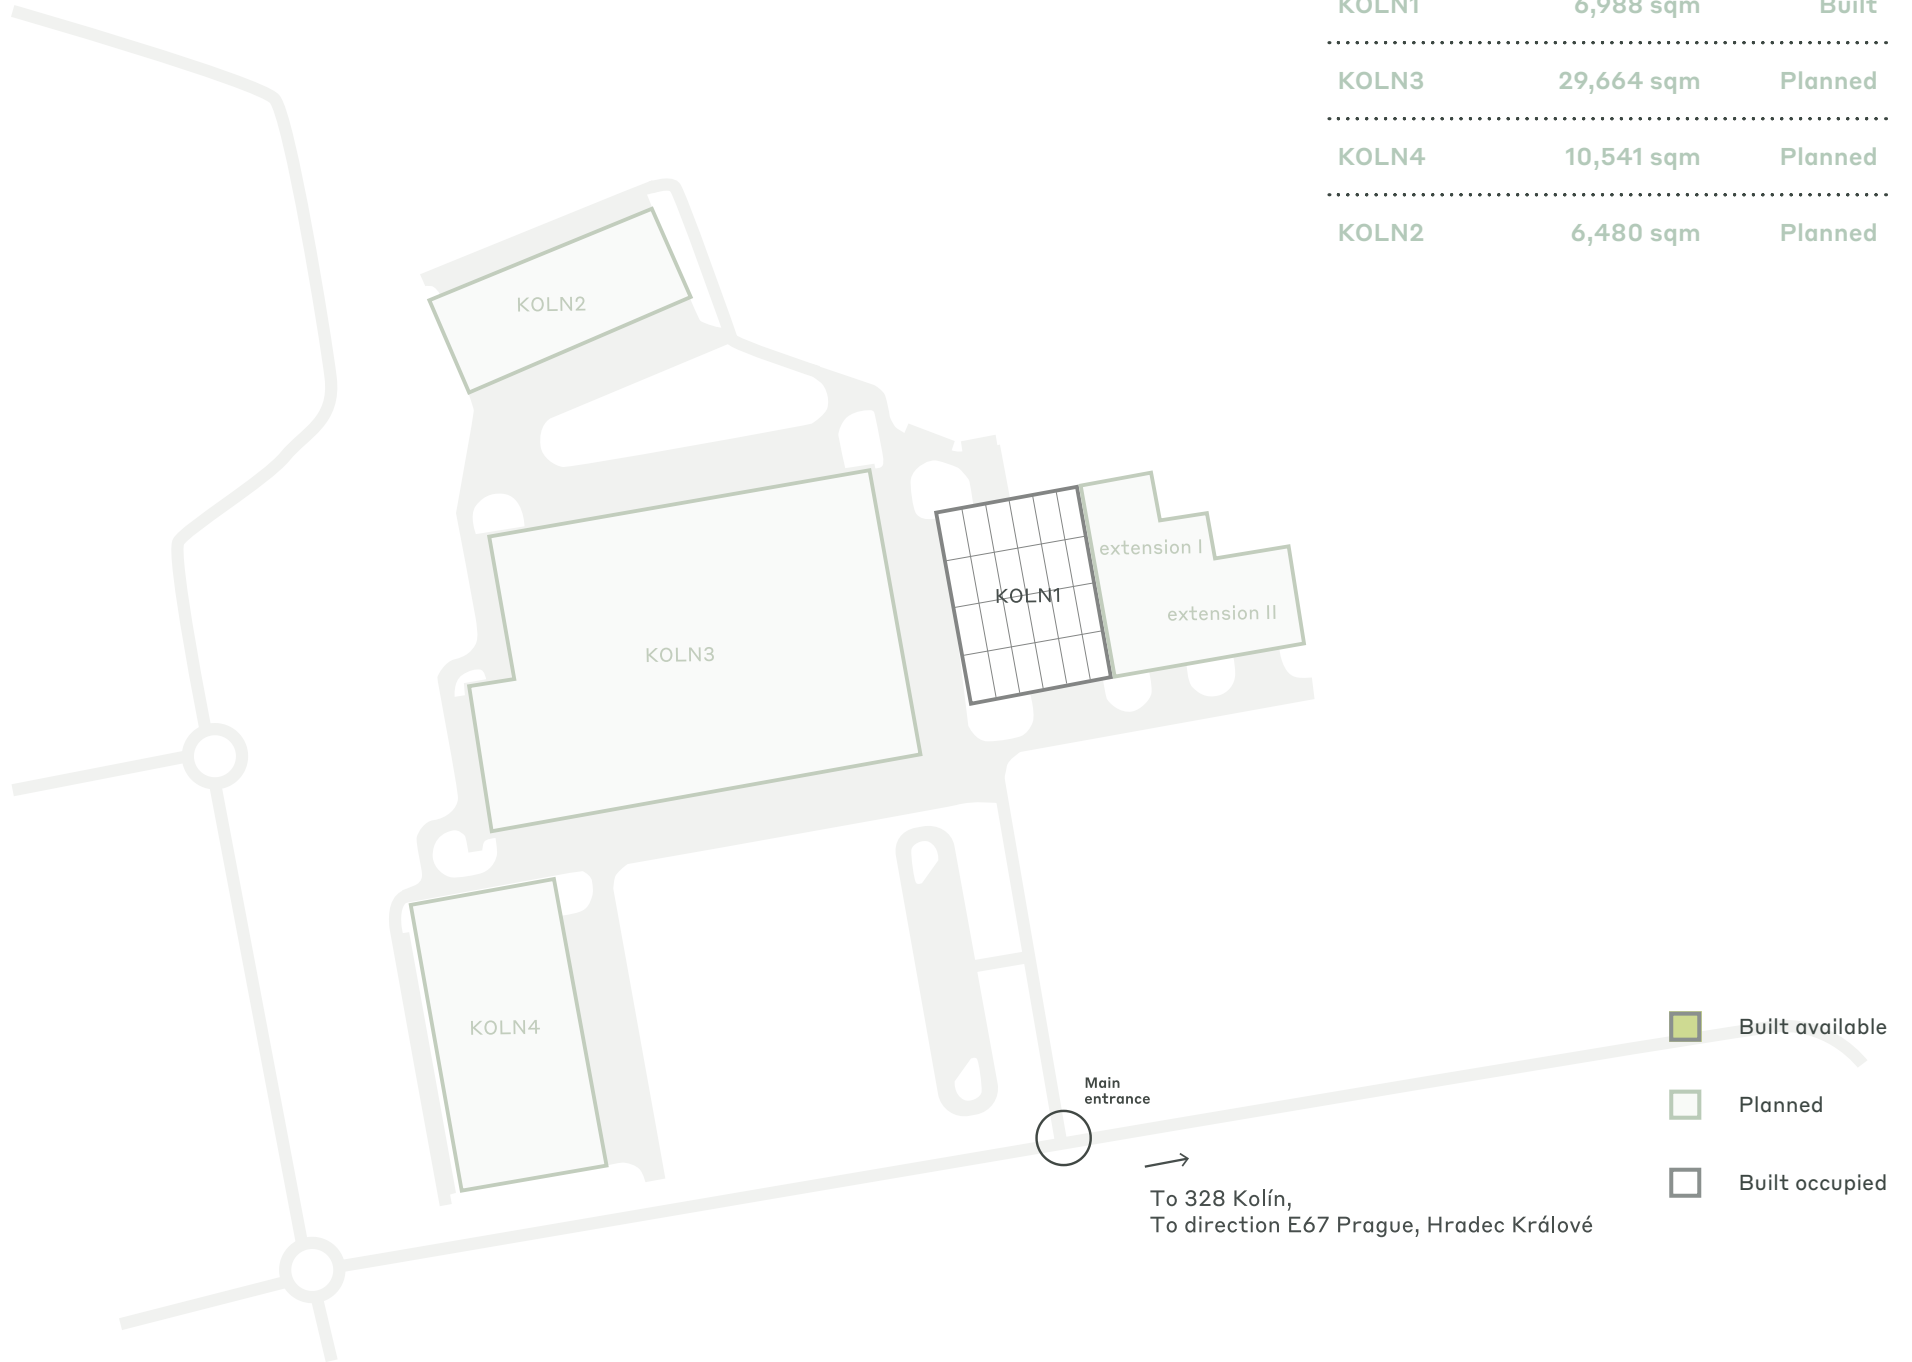 KOLN1 6,988 sqm Built
KOLN3 29,664 sqm Planned
KOLN4 10,541 sqm Planned
KOLN2 6,480 sqm Planned
KOLN2
extension I
KOLN1
extension II
KOLN3
KOLN4
Main
entrance
To 328 Kolín,
To direction E67 Prague, Hradec Králové
Built available
Planned
Built occupied